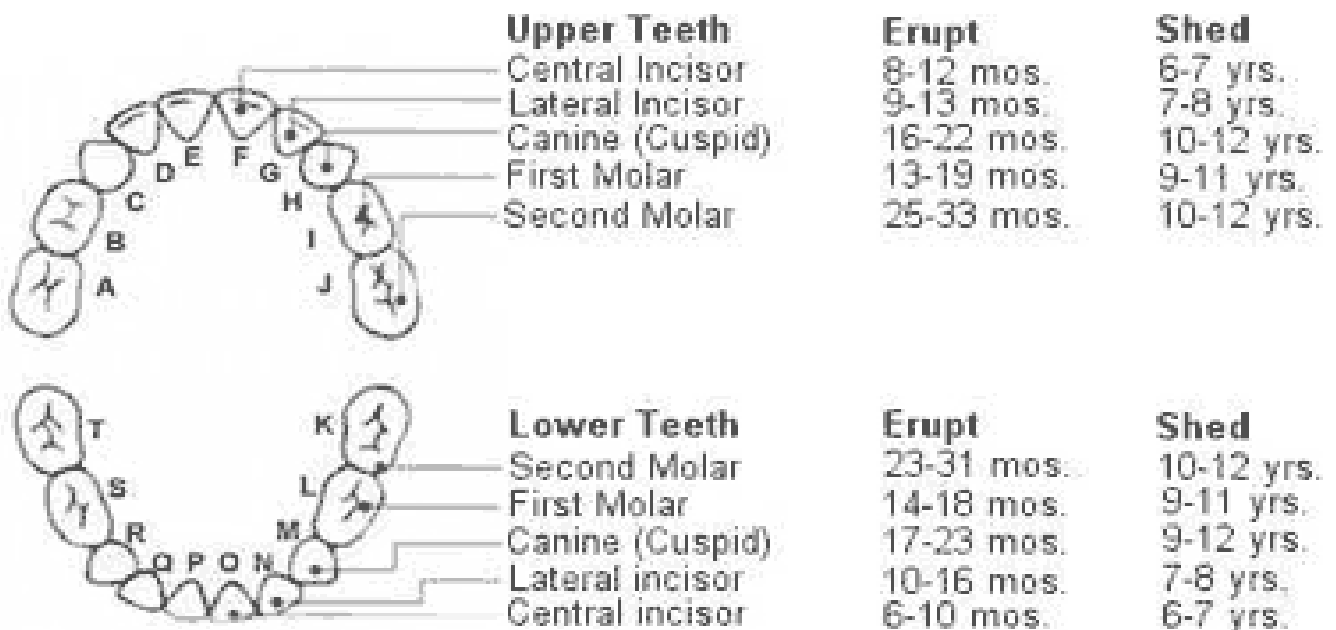 Upper Teeth Erupt Shed
Central Incisor 8-12 mos. 6-7 yrs.
Lateral Incisor 9-13 mos. 7-8 yrs.
Canine (Cuspid) 16-22 mos. 10-12 yrs.
First Molar 13-19 mos. 9-11 yrs.
Second Molar 25-33 mos. 10-12 yrs.
E F
D G
C H
B I
A J
T K
S L
R M
Q P O N
Lower Teeth Erupt Shed
Second Molar 23-31 mos. 10-12 yrs.
First Molar 14-18 mos. 9-11 yrs.
Canine (Cuspid) 17-23 mos. 9-12 yrs.
Lateral incisor 10-16 mos. 7-8 yrs.
Central incisor 6-10 mos. 6-7 yrs.